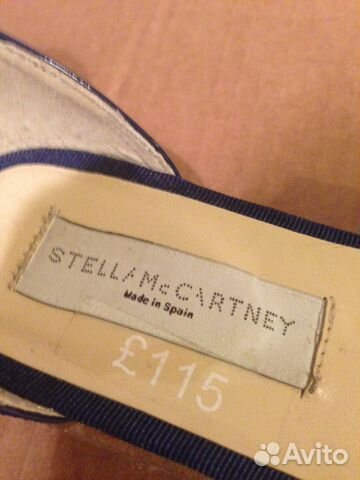 STELLA McCARTNEY
Made in Spain
£115
Avito